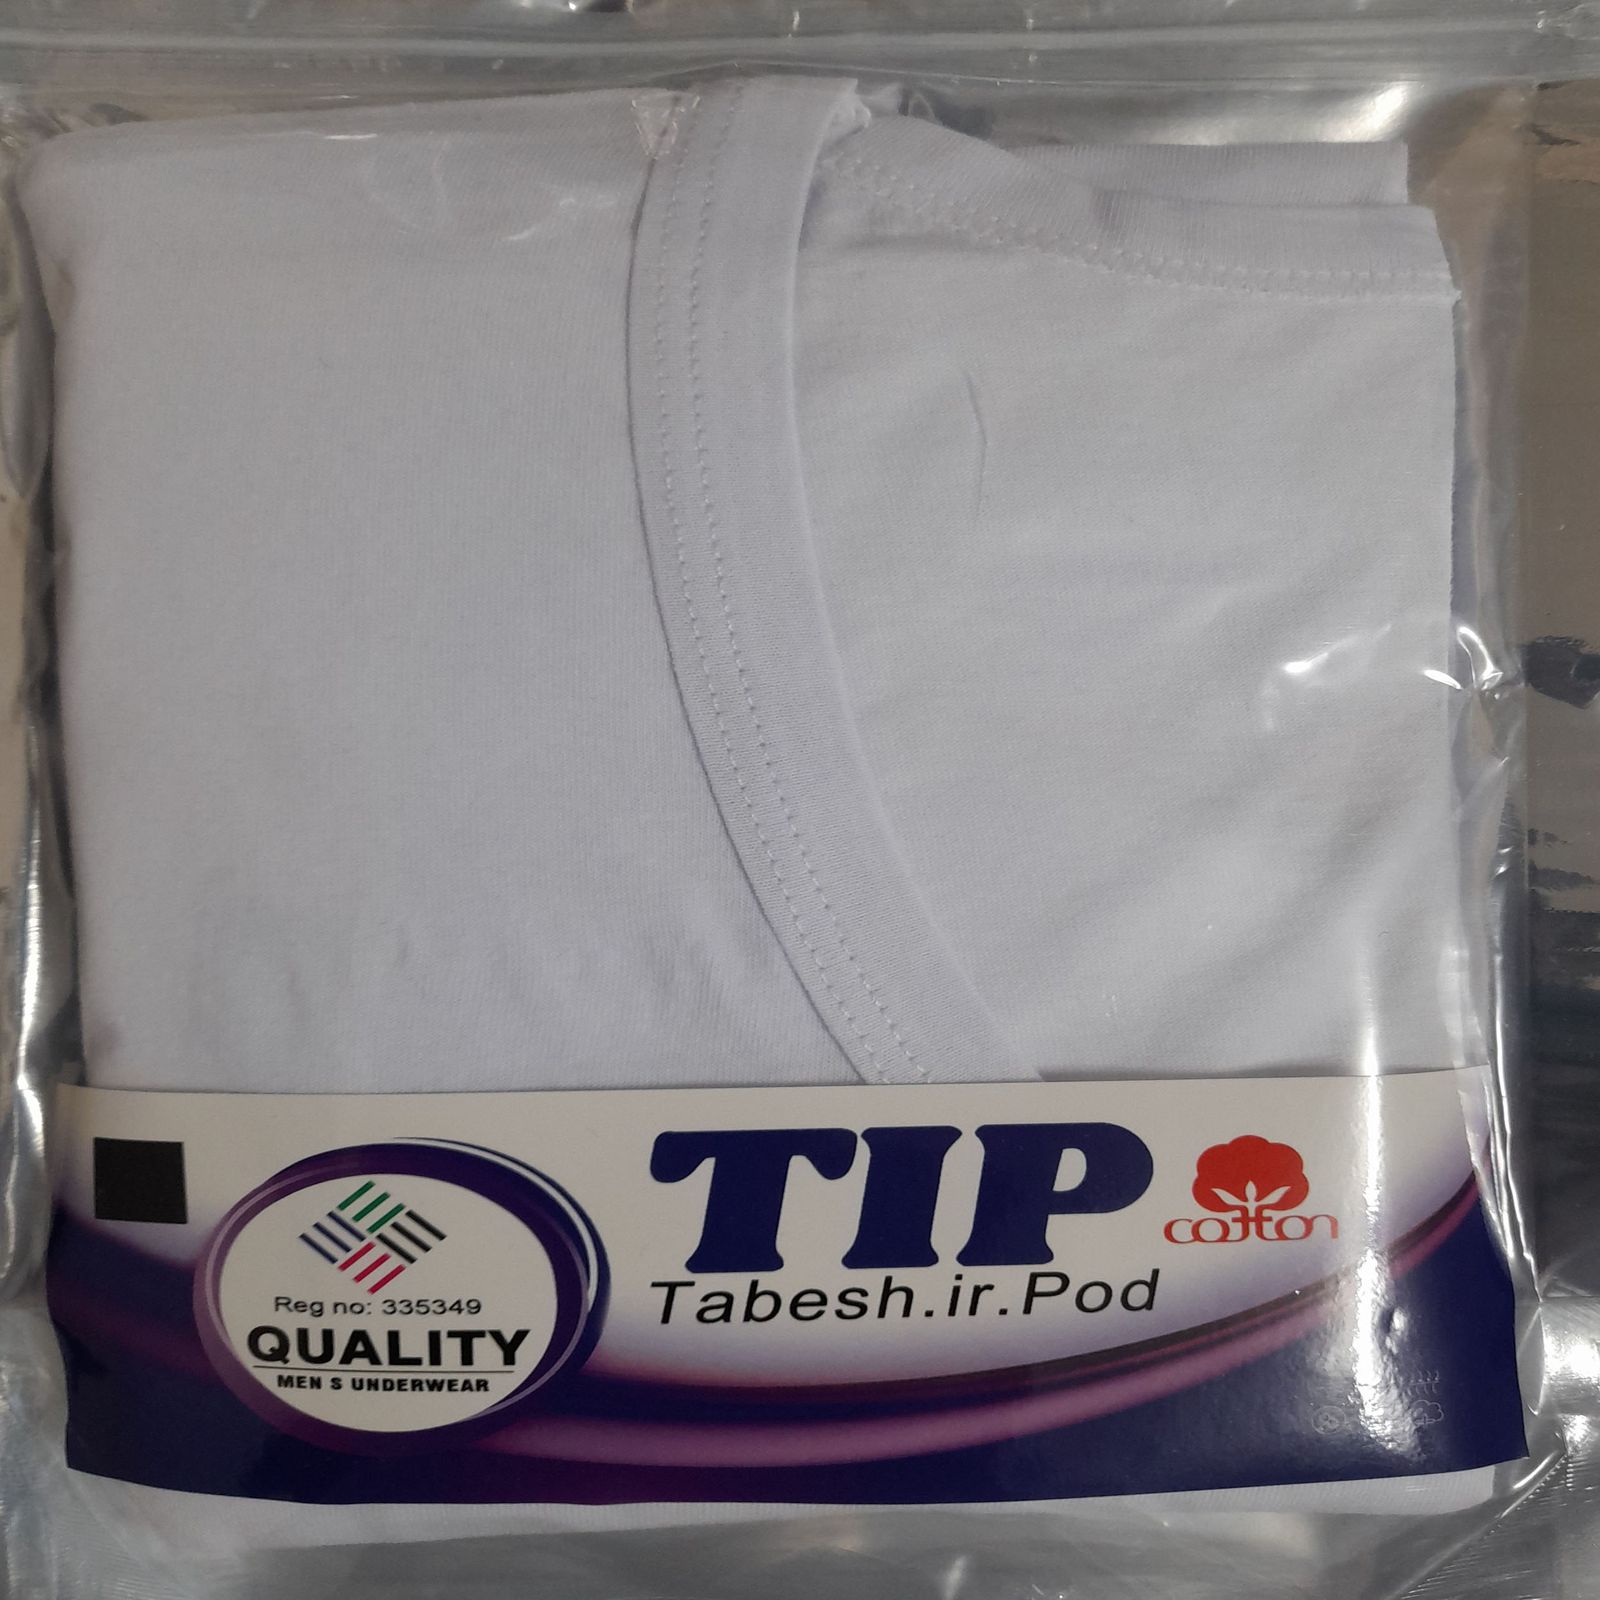 TIP
cotton
Tabesh.ir.Pod
Reg no: 335349
QUALITY
MEN S UNDERWEAR